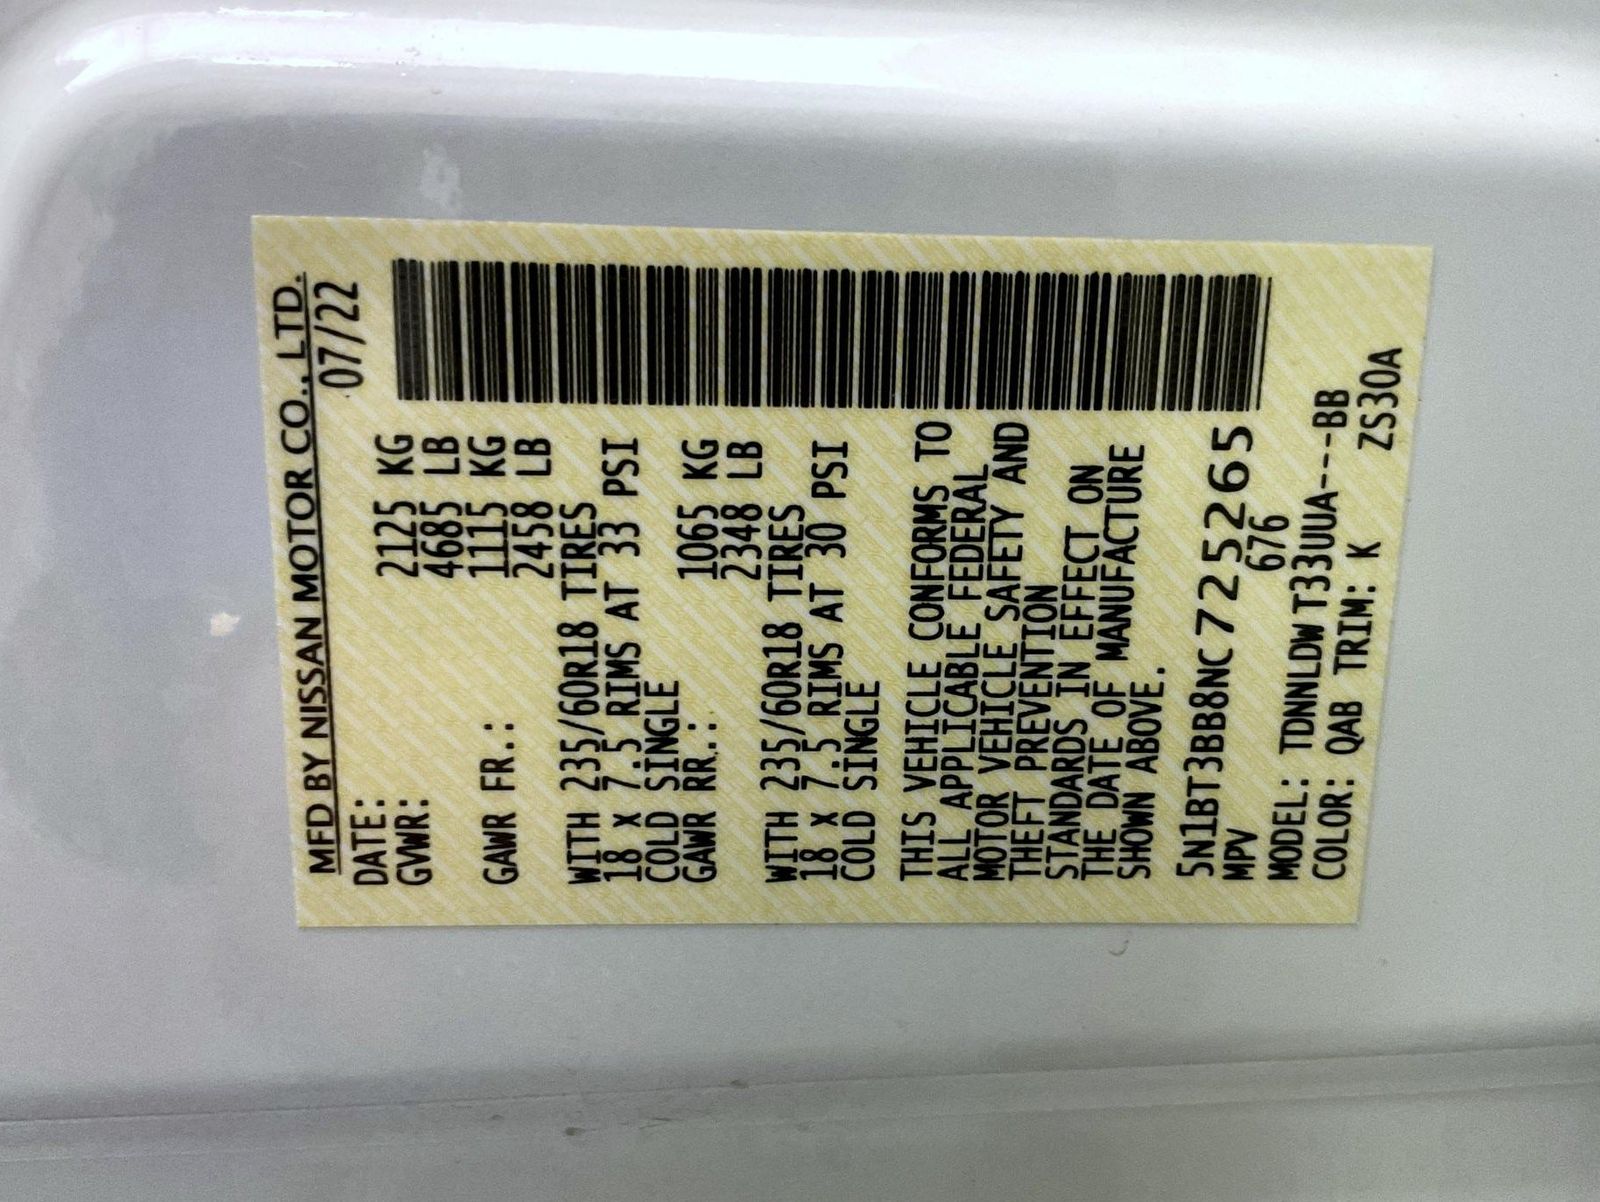 MFD BY NISSAN MOTOR CO., LTD.
DATE: 07/22
GVWR: 2125 KG
4685 LB
GAWR FR.: 1115 KG
2458 LB
WITH 235/60R18 TIRES
18 x 7.5 RIMS AT 33 PSI
COLD SINGLE
GAWR RR.: 1065 KG
2348 LB
WITH 235/60R18 TIRES
18 x 7.5 RIMS AT 30 PSI
COLD SINGLE
THIS VEHICLE CONFORMS TO
ALL APPLICABLE FEDERAL
MOTOR VEHICLE SAFETY AND
THEFT PREVENTION
STANDARDS IN EFFECT ON
THE DATE OF MANUFACTURE
SHOWN ABOVE.
5N1BT3BB8NC725265
MPV 676
MODEL: TDNNLDW T33UUA---BB
COLOR: QAB TRIM: K ZS30A